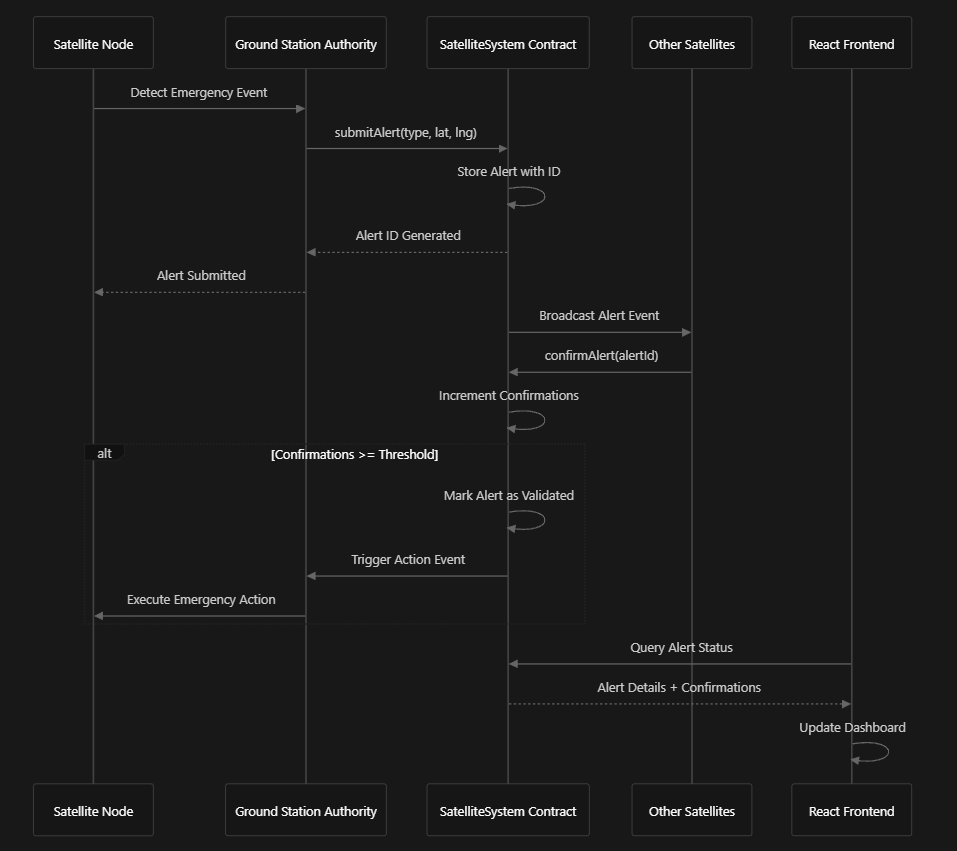 Satellite Node
Ground Station Authority
SatelliteSystem Contract
Other Satellites
React Frontend
Detect Emergency Event
submitAlert(type, lat, lng)
Store Alert with ID
Alert ID Generated
Alert Submitted
Broadcast Alert Event
confirmAlert(alertId)
Increment Confirmations
alt
[Confirmations >= Threshold]
Mark Alert as Validated
Trigger Action Event
Execute Emergency Action
Query Alert Status
Alert Details + Confirmations
Update Dashboard
Satellite Node
Ground Station Authority
SatelliteSystem Contract
Other Satellites
React Frontend